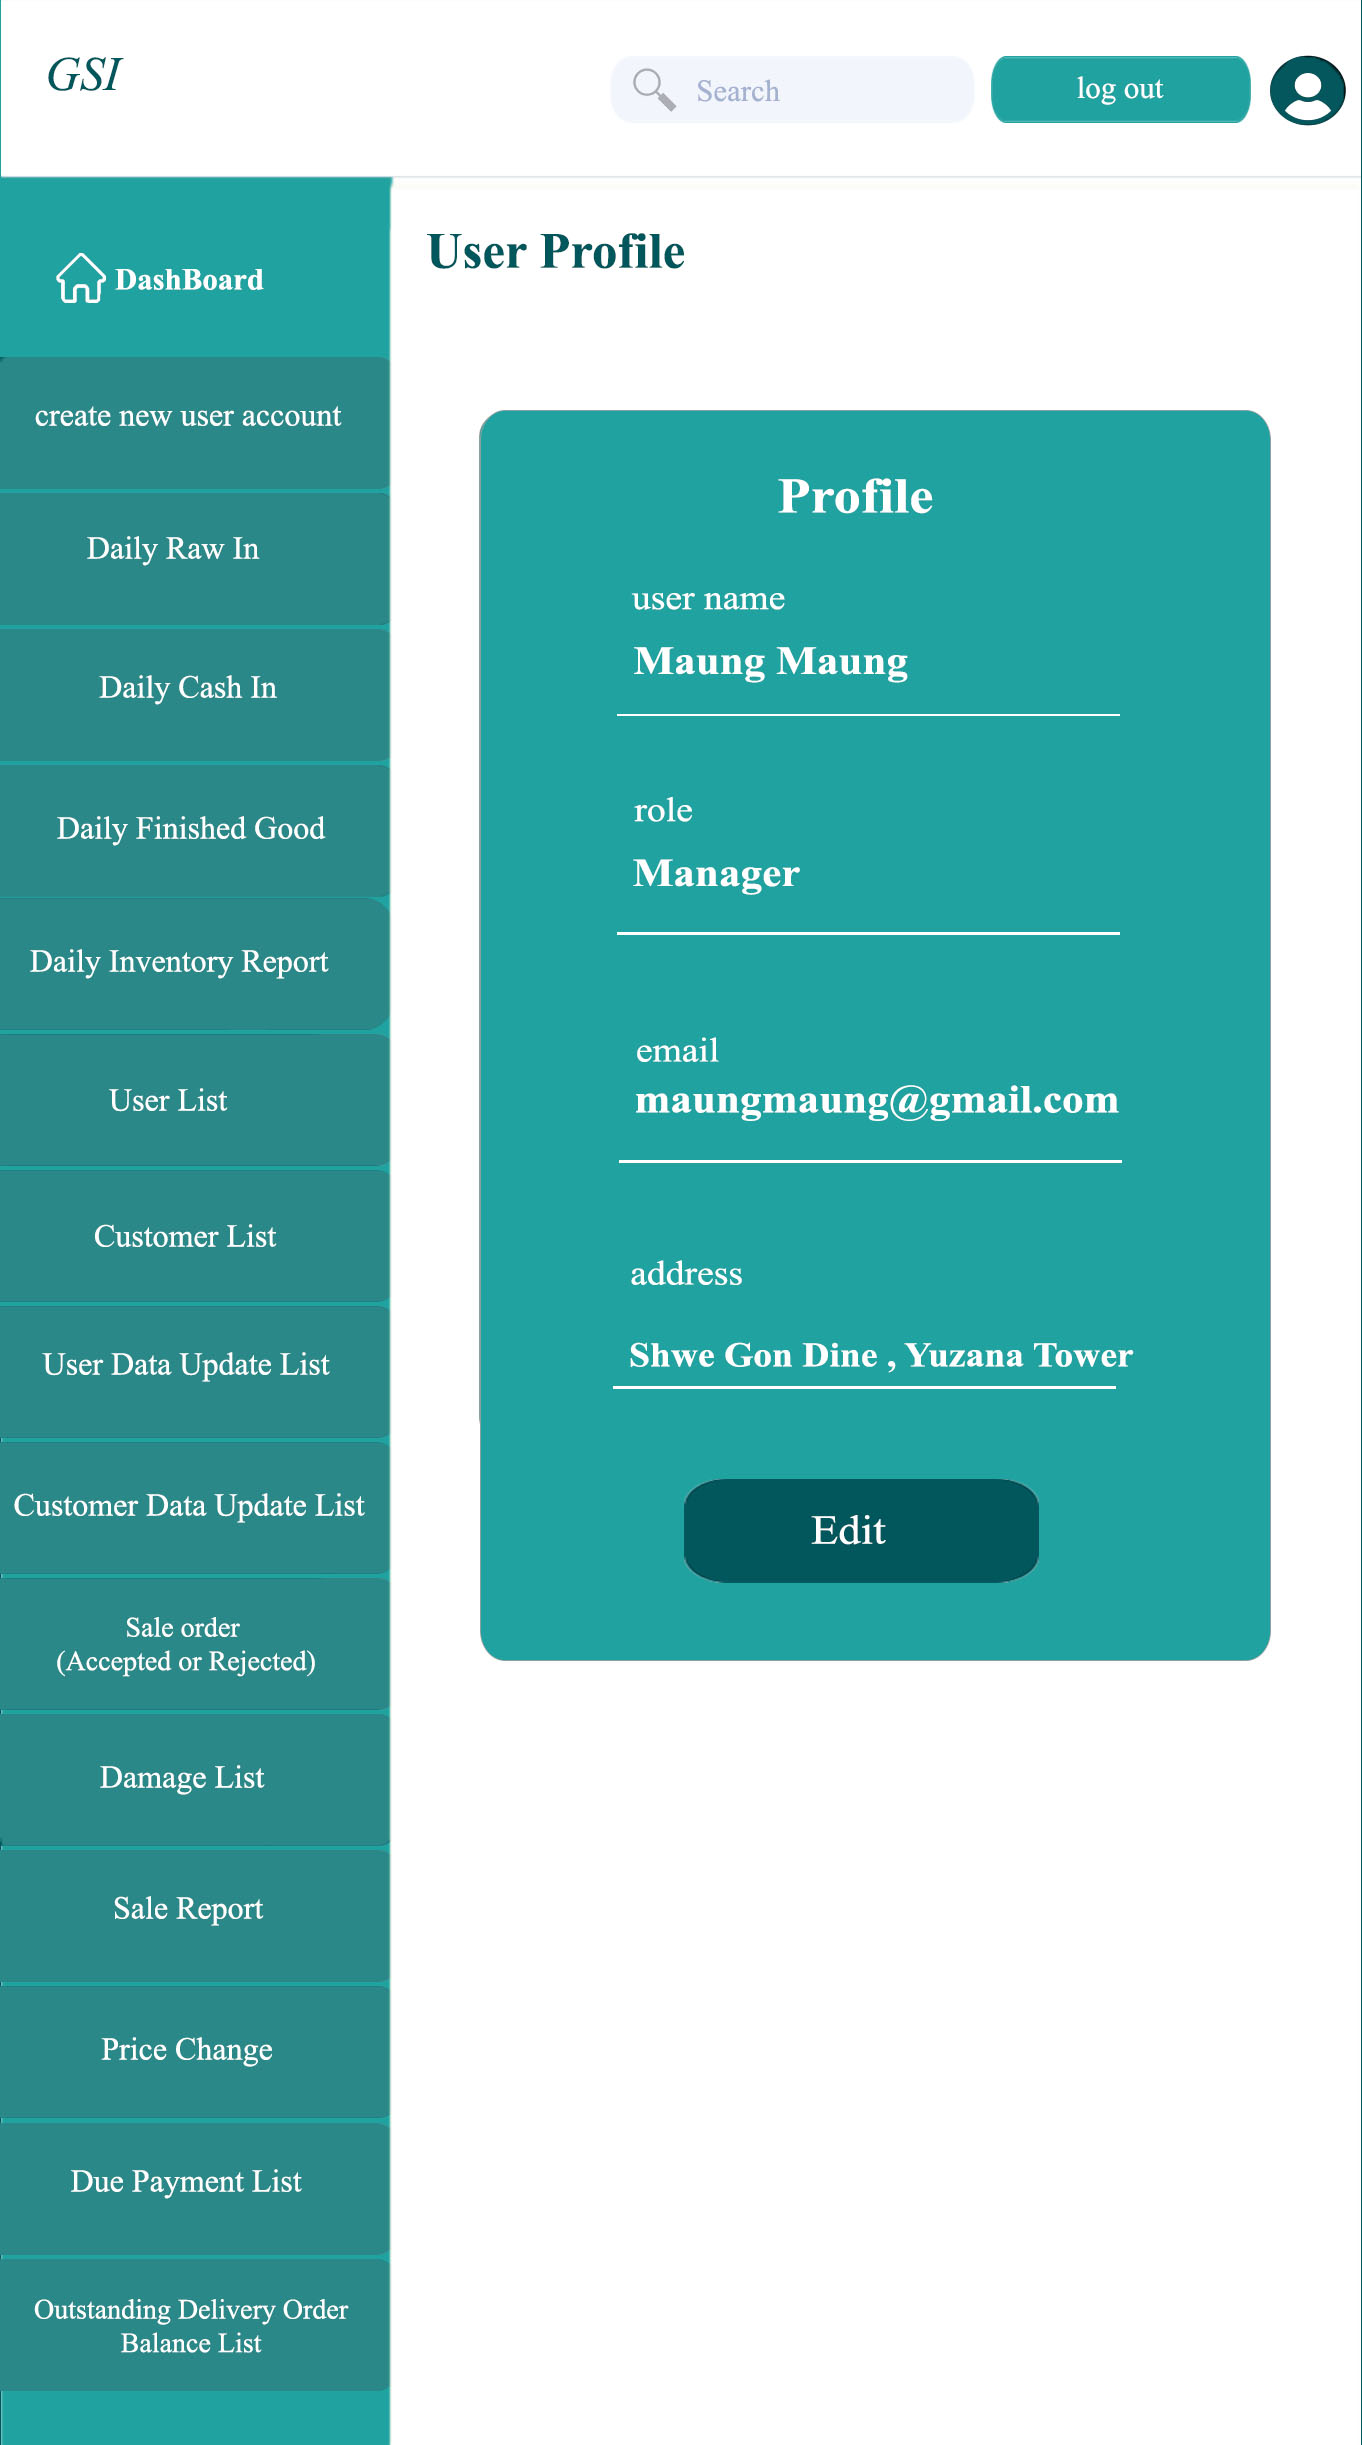 GSI
Search
log out
DashBoard
create new user account
Daily Raw In
Daily Cash In
Daily Finished Good
Daily Inventory Report
User List
Customer List
User Data Update List
Customer Data Update List
Sale order
(Accepted or Rejected)
Damage List
Sale Report
Price Change
Due Payment List
Outstanding Delivery Order
Balance List
User Profile
Profile
user name
Maung Maung
role
Manager
email
maungmaung@gmail.com
address
Shwe Gon Dine , Yuzana Tower
Edit